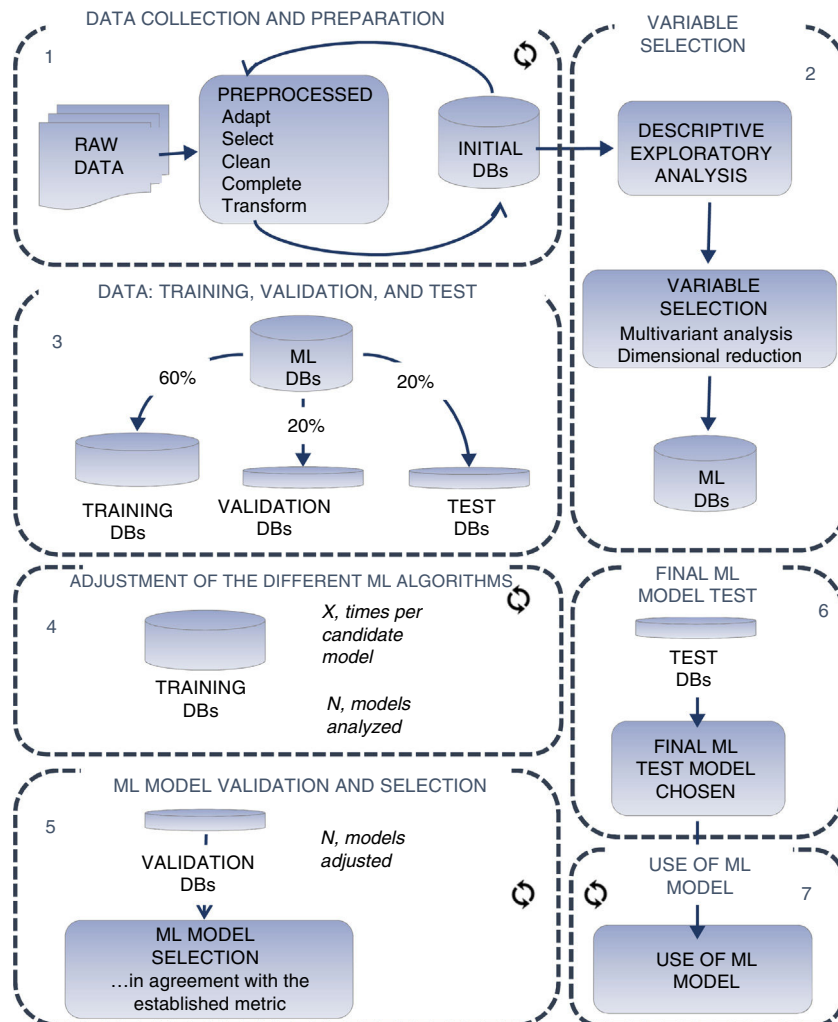 DATA COLLECTION AND PREPARATION
1
RAW
DATA
PREPROCESSED
Adapt
Select
Clean
Complete
Transform
INITIAL
DBs
VARIABLE
SELECTION
2
DESCRIPTIVE
EXPLORATORY
ANALYSIS
VARIABLE
SELECTION
Multivariant analysis
Dimensional reduction
ML
DBs
DATA: TRAINING, VALIDATION, AND TEST
3
ML
DBs
60%
20%
20%
TRAINING
DBs
VALIDATION
DBs
TEST
DBs
ADJUSTMENT OF THE DIFFERENT ML ALGORITHMS
4
TRAINING
DBs
X, times per
candidate
model
N, models
analyzed
ML MODEL VALIDATION AND SELECTION
5
VALIDATION
DBs
N, models
adjusted
ML MODEL
SELECTION
…in agreement with the
established metric
FINAL ML
MODEL TEST
6
TEST
DBs
FINAL ML
TEST MODEL
CHOSEN
USE OF ML
MODEL
7
USE OF ML
MODEL